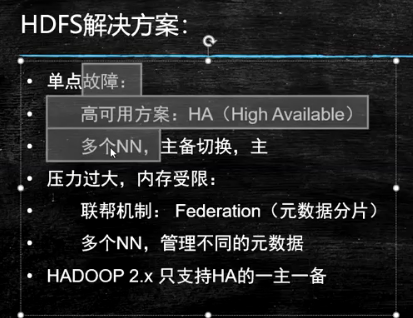 HDFS解决方案：
• 单点故障：
• 高可用方案：HA（High Available）
• 多个NN，主备切换，主
• 压力过大，内存受限：
• 联帮机制： Federation（元数据分片）
• 多个NN，管理不同的元数据
• HADOOP 2.x 只支持HA的一主一备